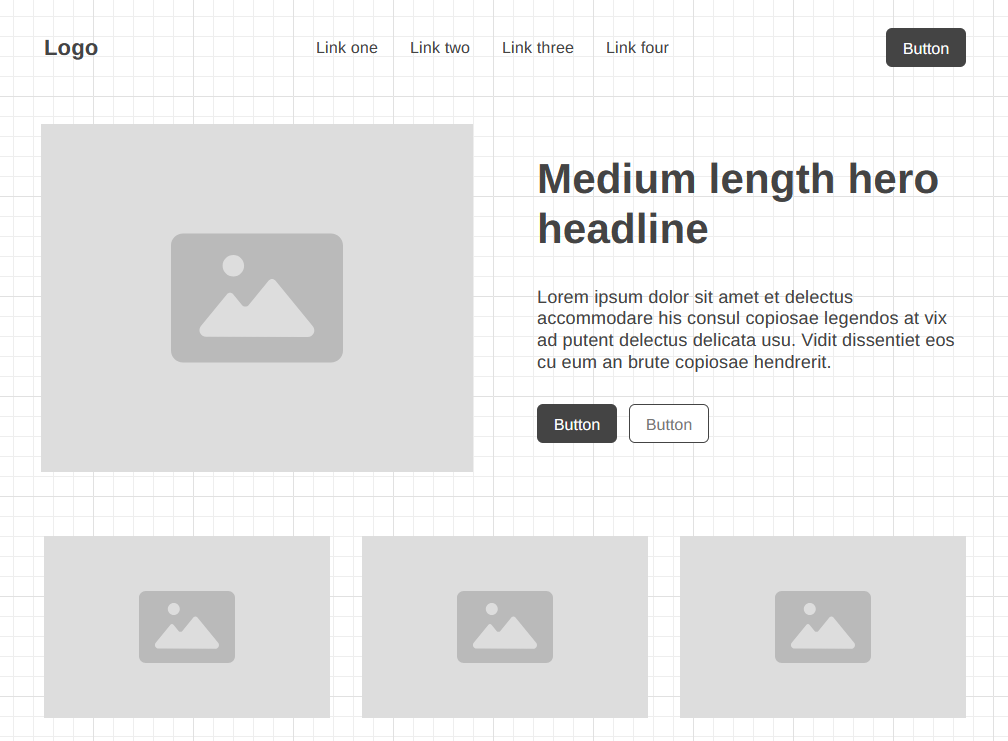 Logo
Link one
Link two
Link three
Link four
Button
Medium length hero
headline
Lorem ipsum dolor sit amet et delectus
accommodare his consul copiosae legendos at vix
ad putent delectus delicata usu. Vidit dissentiet eos
cu eum an brute copiosae hendrerit.
Button
Button